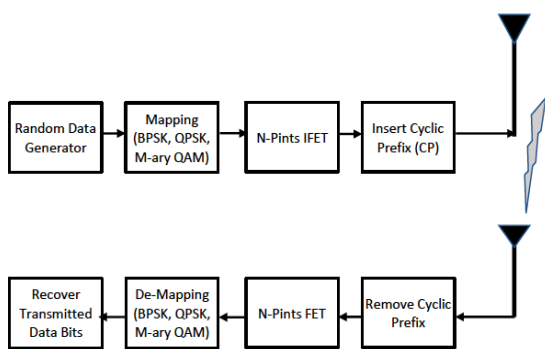 Random Data
Generator
Mapping
(BPSK, QPSK,
M-ary QAM)
N-Pints IFET
Insert Cyclic
Prefix (CP)
Recover
Transmitted
Data Bits
De-Mapping
(BPSK, QPSK,
M-ary QAM)
N-Pints FET
Remove Cyclic
Prefix